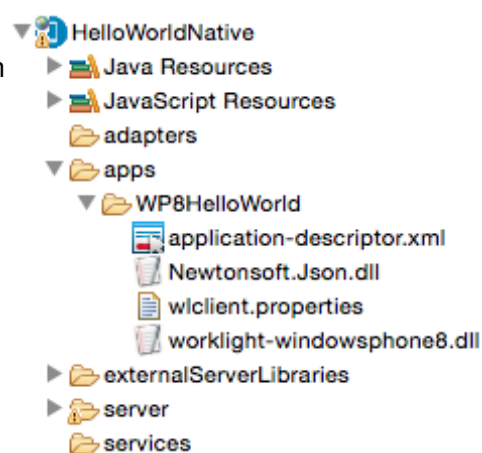 HelloWorldNative
Java Resources
JavaScript Resources
adapters
apps
WP8HelloWorld
application-descriptor.xml
Newtonsoft.Json.dll
wlclient.properties
worklight-windowsphone8.dll
externalServerLibraries
server
services